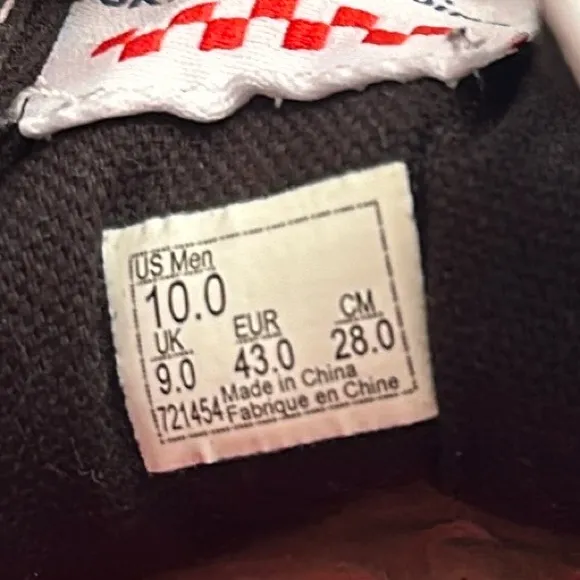 US Men
10.0
UK EUR CM
9.0 43.0 28.0
Made in China
721454 Fabrique en Chine